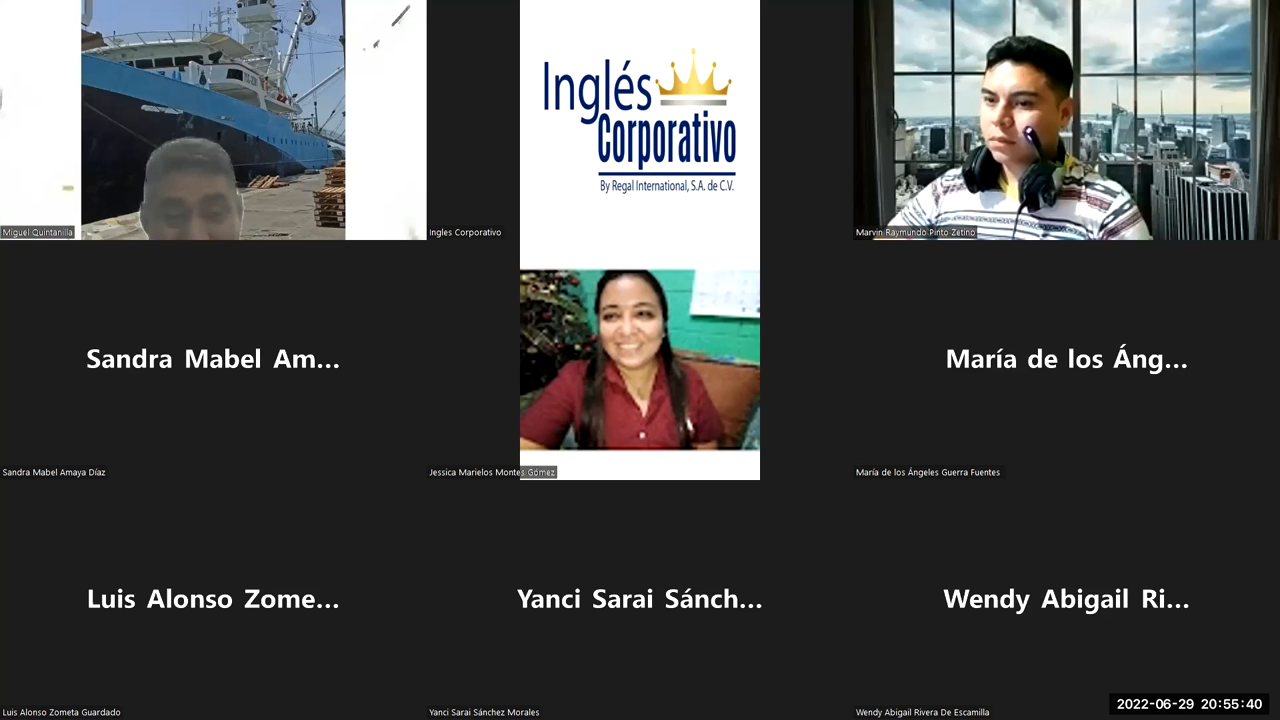 Inglés
Corporativo
By Regal International, S.A. de C.V.
Miguel Quintanilla
Ingles Corporativo
Marvin Raymundo Pinto Zetino
Sandra Mabel Am...
María de los Áng...
Sandra Mabel Amaya Díaz
Jessica Marielos Montes Gómez
María de los Ángeles Guerra Fuentes
Luis Alonso Zome...
Yanci Sarai Sánch...
Wendy Abigail Ri...
2022-06-29 20:55:40
Luis Alonso Zometa Guardado
Yanci Sarai Sánchez Morales
Wendy Abigail Rivera De Escamilla